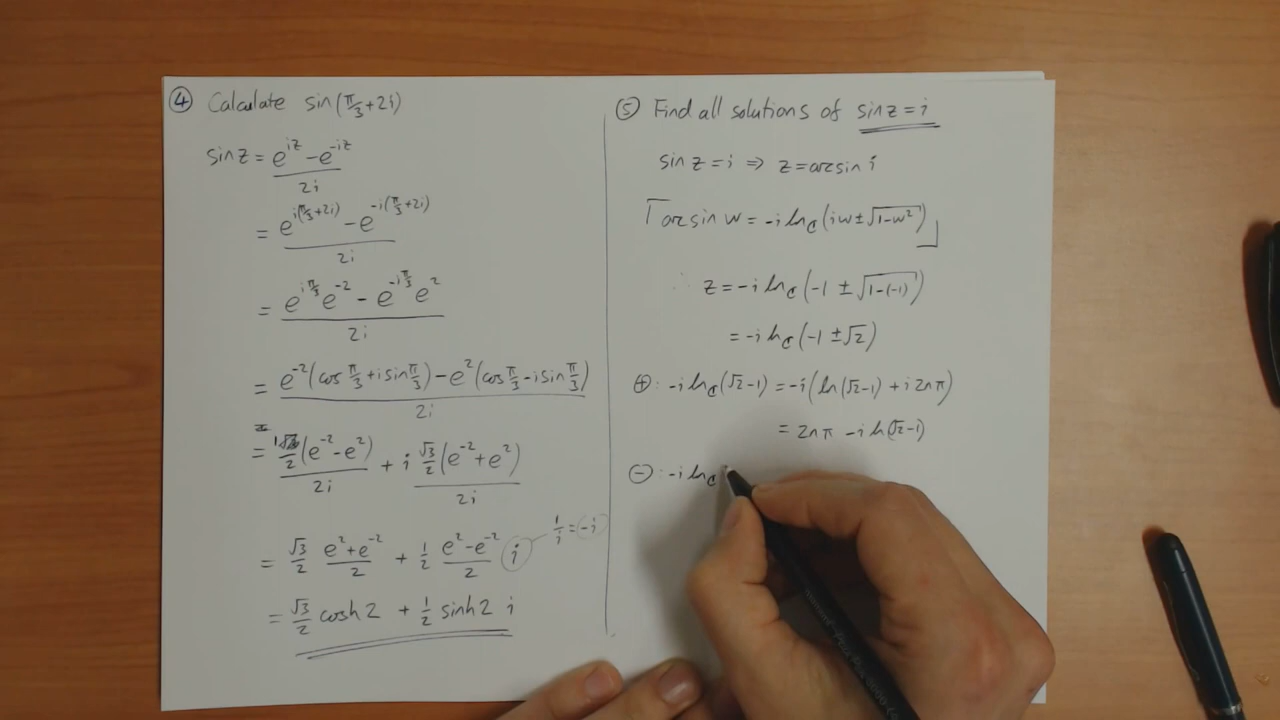 ④ Calculate sin(π/3+2i)
sin z = (e^{iz} - e^{-iz})/2i
= (e^{i(π/3+2i)} - e^{-i(π/3+2i)})/2i
= (e^{iπ/3} e^{-2} - e^{-iπ/3} e^{2})/2i
= (e^{-2}(cos π/3 + i sin π/3) - e^{2}(cos π/3 - i sin π/3))/2i
= (1/2 (e^{-2} - e^{2}))/2i + i (√3/2 (e^{-2} + e^{2}))/2i
= √3/2 (e^{2} + e^{-2})/2 + 1/2 (e^{2} - e^{-2})/2 i
1/i = -i
= √3/2 cosh 2 + 1/2 sinh 2 i
⑤ Find all solutions of sin z = i
sin z = i ⇒ z = arcsin i
⌈ arcsin w = -i ln_ℂ(iw ± √(1-w²)) ⌋
∴ z = -i ln_ℂ(-1 ± √(1-(-1)))
= -i ln_ℂ(-1 ± √2)
⊕: -i ln_ℂ(√2-1) = -i(ln(√2-1) + i 2nπ)
= 2nπ - i ln(√2-1)
⊖: -i ln_ℂ